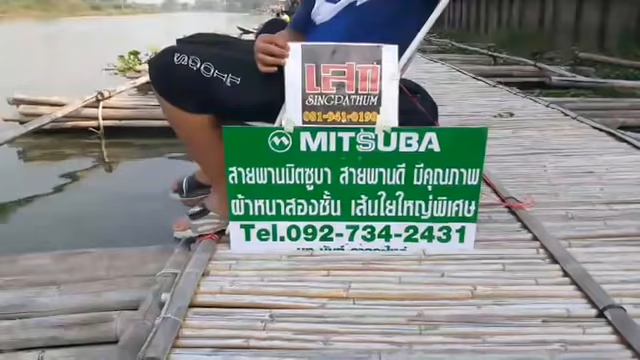 SPORT
เสก
SINGPATHUM
081-941-0190
MITSUBA
สายพานมิตซูบา สายพานดี มีคุณภาพ
ผ้าหนาสองชั้น เส้นใยใหญ่พิเศษ
Tel.092-734-2431